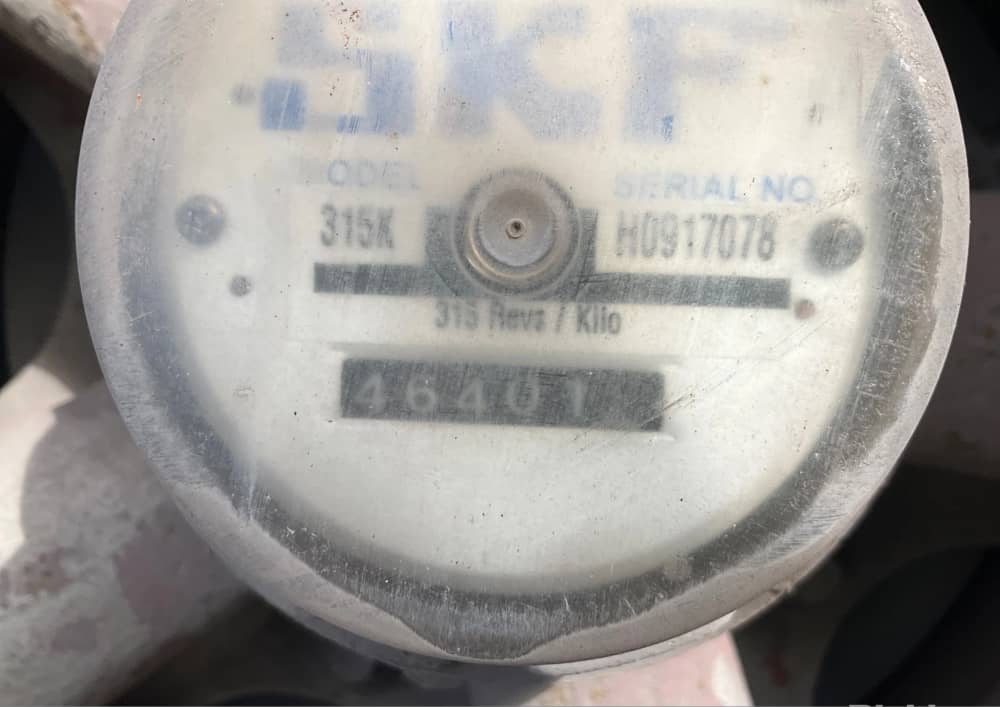 SKF
MODEL SERIAL NO.
315K H0917078
315 Revs / Kilo
46401